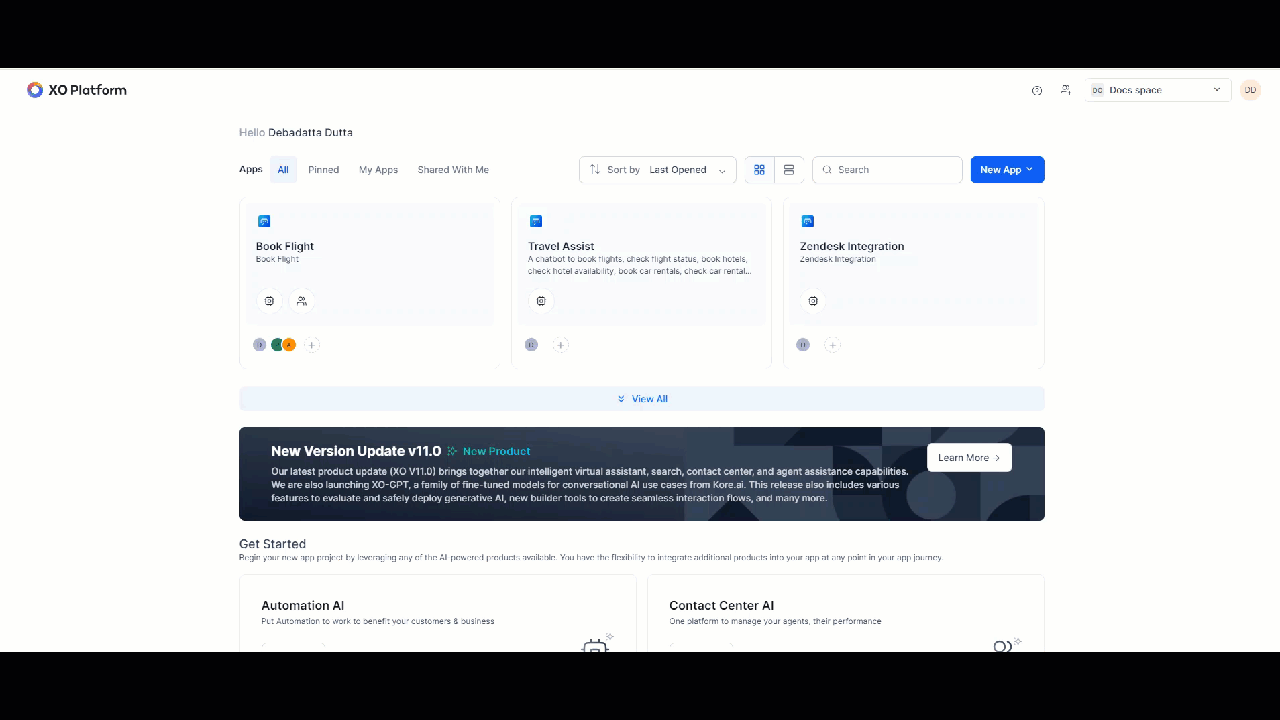 XO Platform
DO Docs space DD
Hello Debadatta Dutta
Apps All Pinned My Apps Shared With Me Sort by Last Opened Search New App
Book Flight
Book Flight
Travel Assist
A chatbot to book flights, check flight status, book hotels,
check hotel availability, book car rentals, check car rental...
Zendesk Integration
Zendesk Integration
View All
New Version Update v11.0 New Product
Our latest product update (XO V11.0) brings together our intelligent virtual assistant, search, contact center, and agent assistance capabilities.
We are also launching XO-GPT, a family of fine-tuned models for conversational AI use cases from Kore.ai. This release also includes various
features to evaluate and safely deploy generative AI, new builder tools to create seamless interaction flows, and many more.
Learn More
Get Started
Begin your new app project by leveraging any of the AI-powered products available. You have the flexibility to integrate additional products into your app at any point in your app journey.
Automation AI
Put Automation to work to benefit your customers & business
Contact Center AI
One platform to manage your agents, their performance